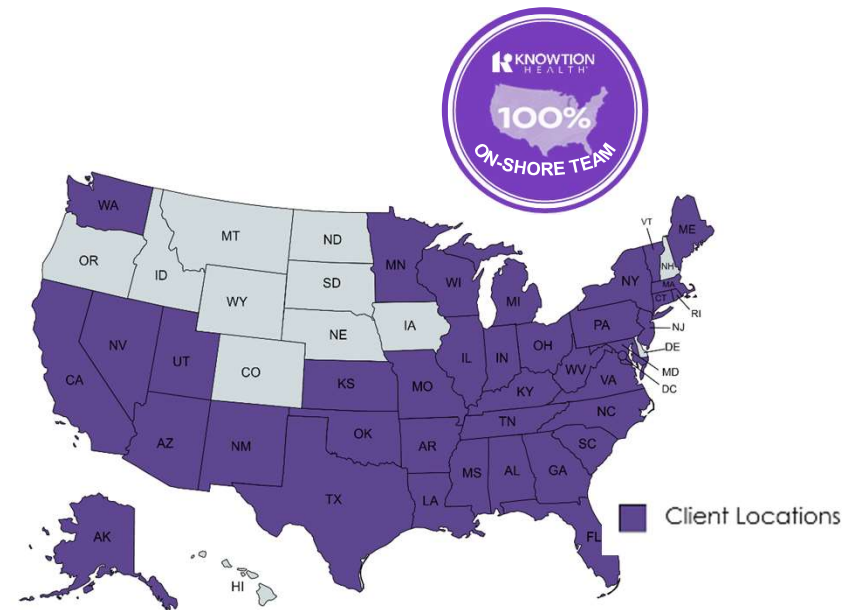 KNOWTION
HEALTH
100%
ON-SHORE TEAM
WA
MT
ND
MN
VT
ME
OR
ID
SD
WI
NH
NY
MA
WY
MI
CT
RI
IA
PA
NE
NJ
NV
OH
DE
UT
IL
IN
MD
CO
WV
CA
KS
MO
VA
DC
KY
NC
TN
AZ
NM
OK
AR
SC
MS
AL
GA
TX
LA
Client Locations
AK
FL
HI